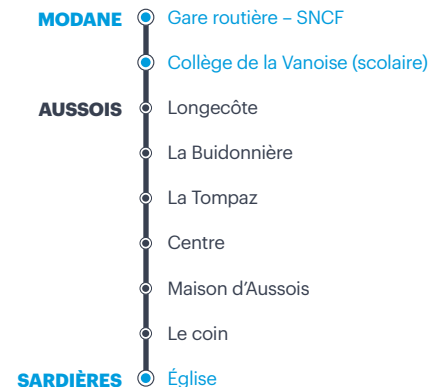 MODANE Gare routière – SNCF
Collège de la Vanoise (scolaire)
AUSSOIS Longecôte
La Buidonnière
La Tompaz
Centre
Maison d'Aussois
Le coin
SARDIÈRES Église